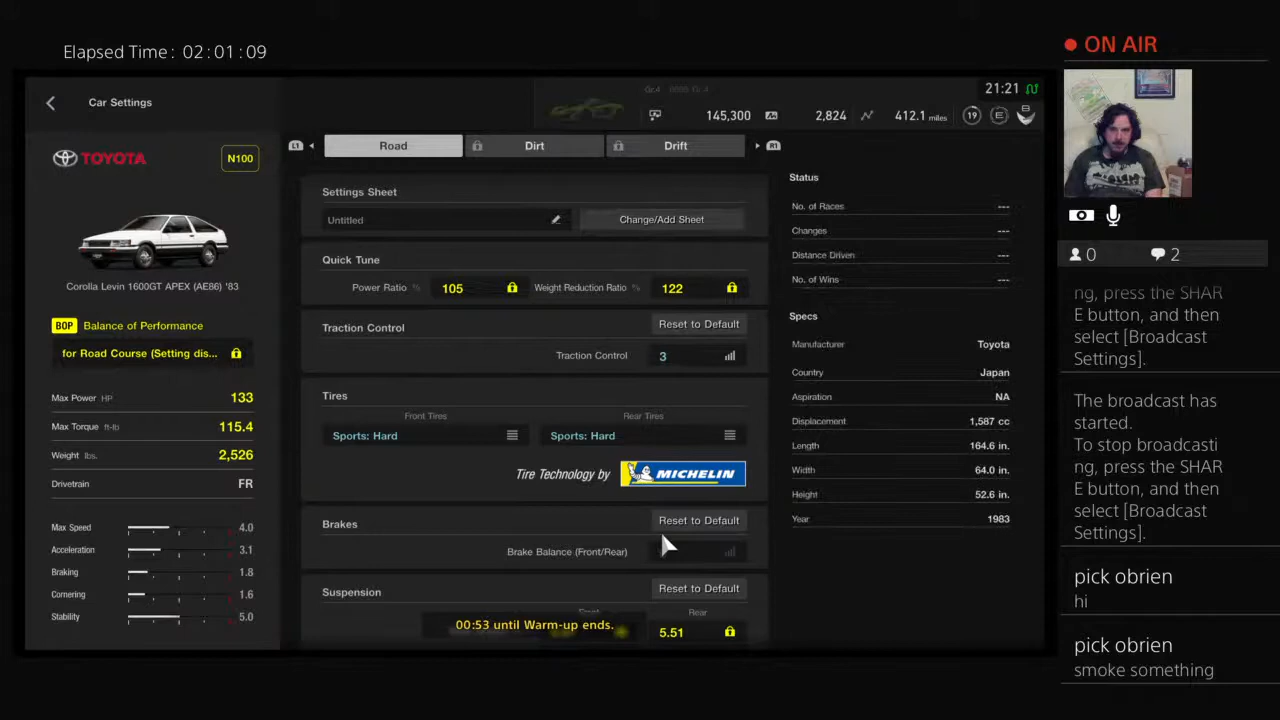 Elapsed Time: 02:01:09
ON AIR
Car Settings
21:21
145,300
2,824
412.1 miles
19
E
TOYOTA
N100
L1
Road
Dirt
Drift
R1
Corolla Levin 1600GT APEX (AE86) '83
BOP Balance of Performance
for Road Course (Setting dis...
Max Power HP 133
Max Torque ft-lb 115.4
Weight lbs. 2,526
Drivetrain FR
Max Speed 4.0
Acceleration 3.1
Braking 1.8
Cornering 1.6
Stability 5.0
Settings Sheet
Untitled
Change/Add Sheet
Quick Tune
Power Ratio % 105
Weight Reduction Ratio % 122
Traction Control
Reset to Default
Traction Control 3
Tires
Front Tires
Rear Tires
Sports: Hard
Sports: Hard
Tire Technology by MICHELIN
Brakes
Reset to Default
Brake Balance (Front/Rear)
Suspension
Reset to Default
Front
Rear
00:53 until Warm-up ends.
5.51
Status
No. of Races ---
Changes ---
Distance Driven ---
No. of Wins ---
Specs
Manufacturer Toyota
Country Japan
Aspiration NA
Displacement 1,587 cc
Length 164.6 in.
Width 64.0 in.
Height 52.6 in.
Year 1983
0
2
ng, press the SHAR
E button, and then
select [Broadcast
Settings].
The broadcast has
started.
To stop broadcasti
ng, press the SHAR
E button, and then
select [Broadcast
Settings].
pick obrien
hi
pick obrien
smoke something